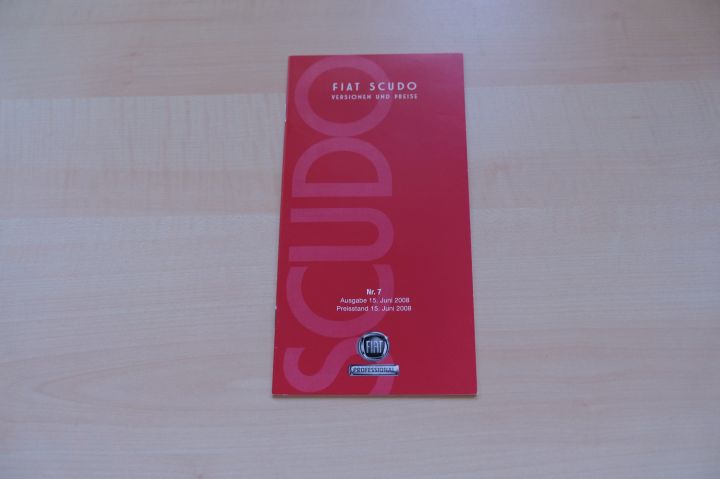 FIAT SCUDO
VERSIONEN UND PREISE
SCUDO
Nr. 7
Ausgabe 15. Juni 2008
Preisstand 15. Juni 2008
FIAT
PROFESSIONAL